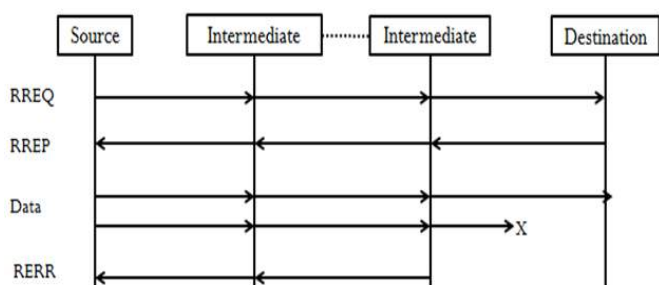 Source Intermediate Intermediate Destination
RREQ
RREP
Data
X
RERR